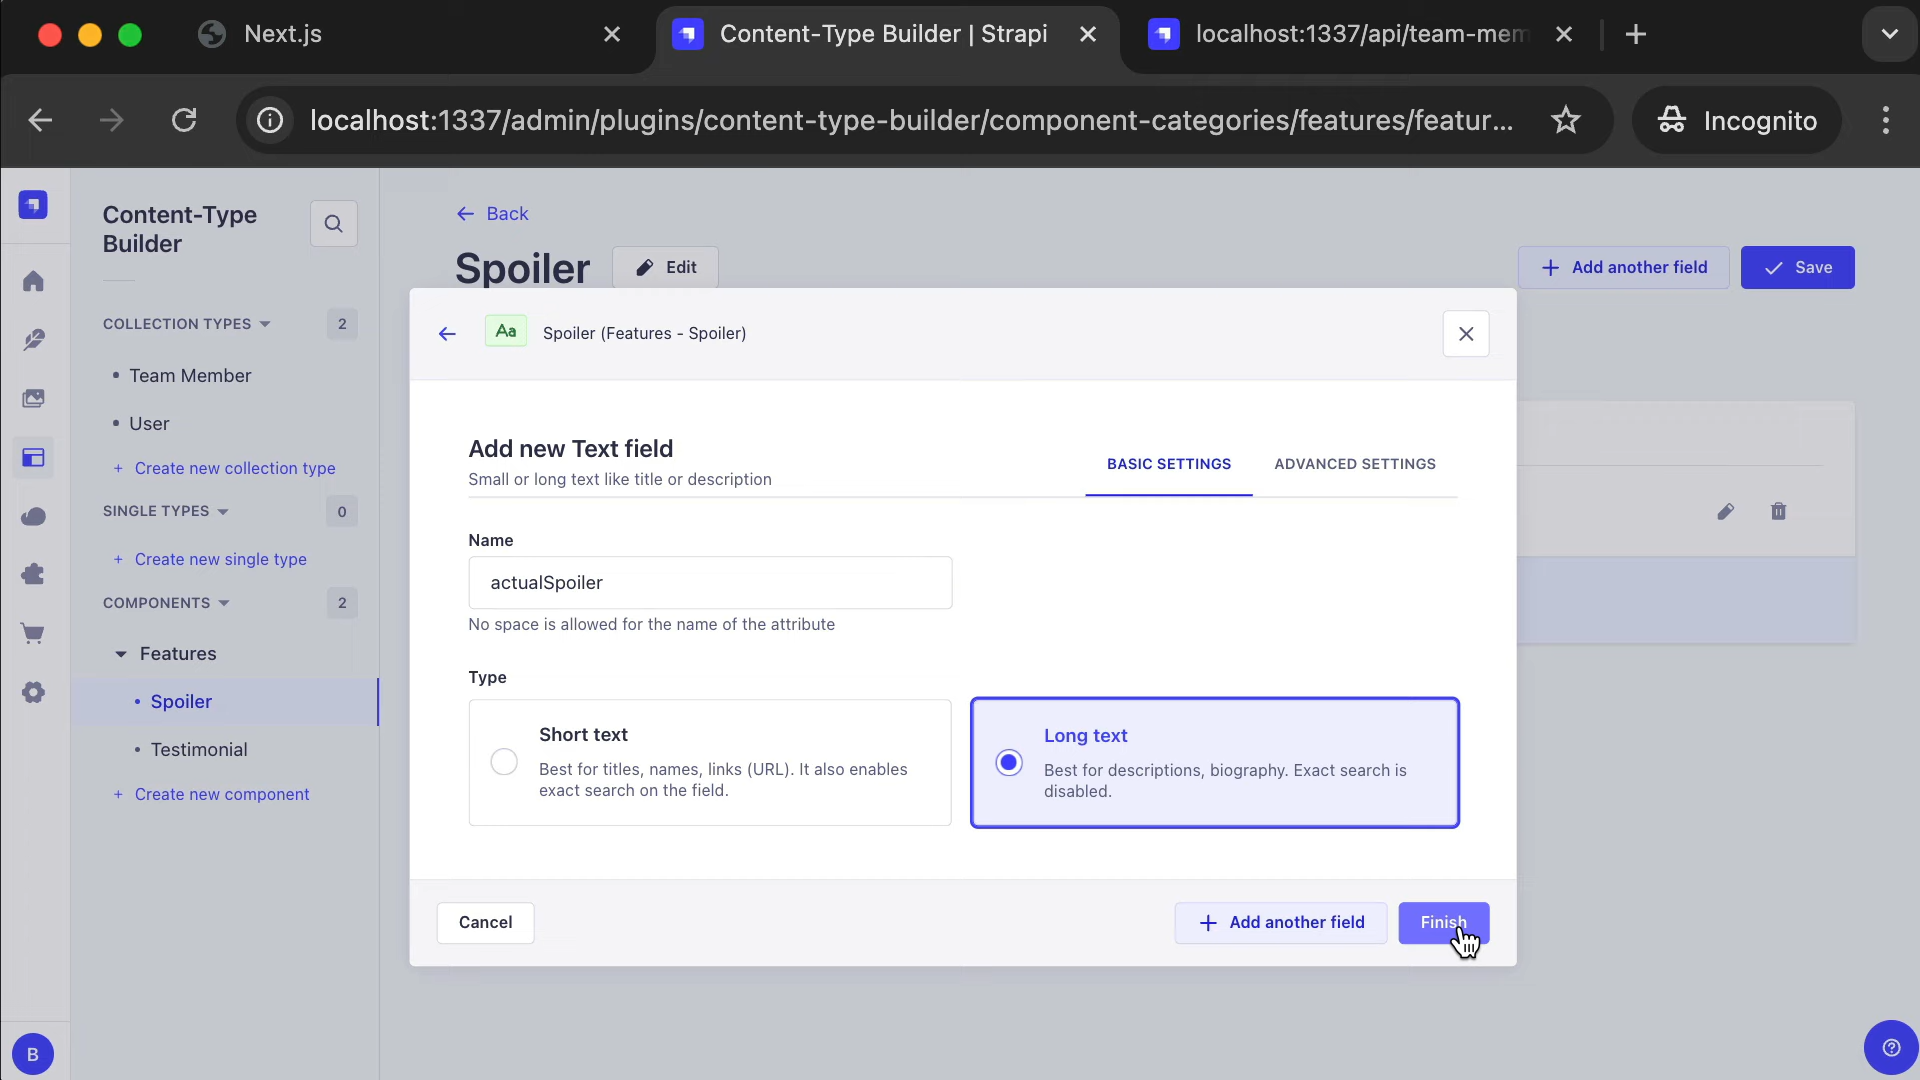 Next.js
Content-Type Builder | Strapi
localhost:1337/api/team-mem
localhost:1337/admin/plugins/content-type-builder/component-categories/features/featur...
Incognito
Content-Type
Builder
COLLECTION TYPES
2
Team Member
User
+ Create new collection type
SINGLE TYPES
0
+ Create new single type
COMPONENTS
2
Features
Spoiler
Testimonial
+ Create new component
B
Back
Spoiler
Edit
+ Add another field
Save
Aa
Spoiler (Features - Spoiler)
Add new Text field
Small or long text like title or description
BASIC SETTINGS
ADVANCED SETTINGS
Name
actualSpoiler
No space is allowed for the name of the attribute
Type
Short text
Best for titles, names, links (URL). It also enables
exact search on the field.
Long text
Best for descriptions, biography. Exact search is
disabled.
Cancel
+ Add another field
Finish